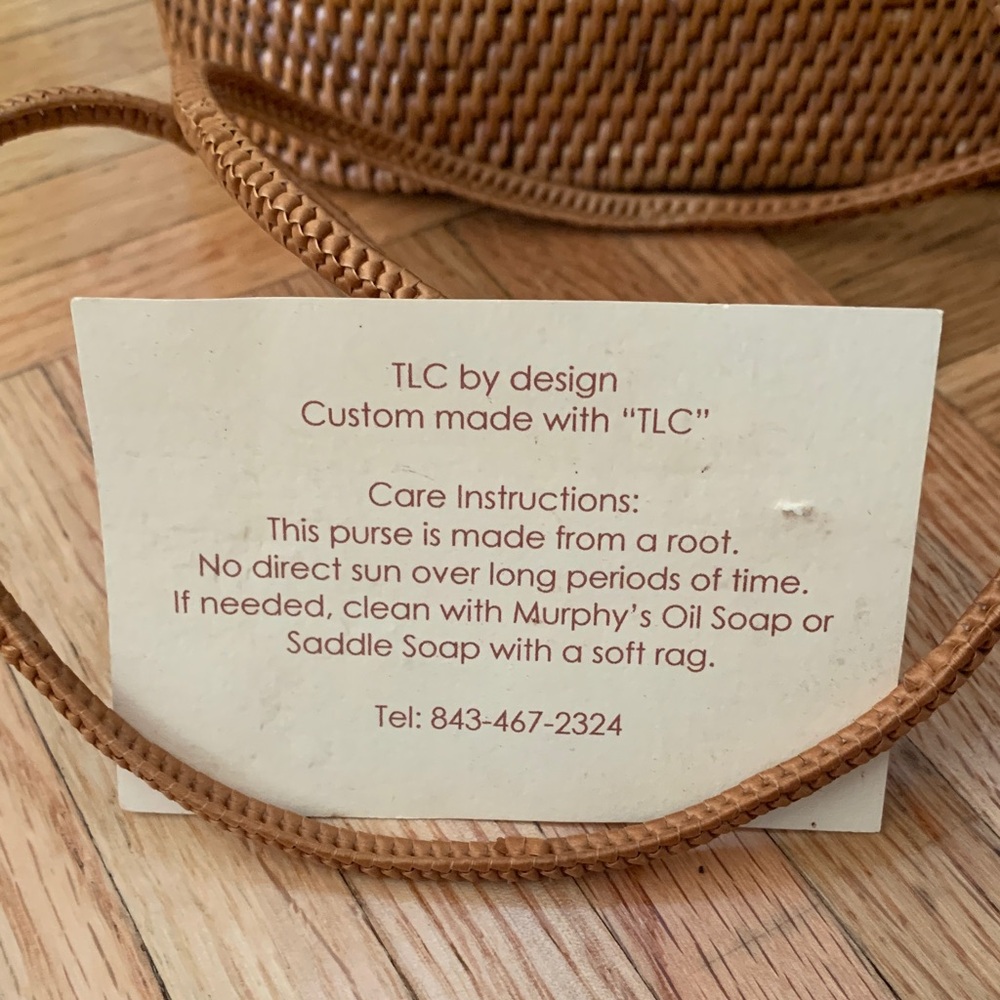 TLC by design
Custom made with “TLC”
Care Instructions:
This purse is made from a root.
No direct sun over long periods of time.
If needed, clean with Murphy’s Oil Soap or
Saddle Soap with a soft rag.
Tel: 843-467-2324